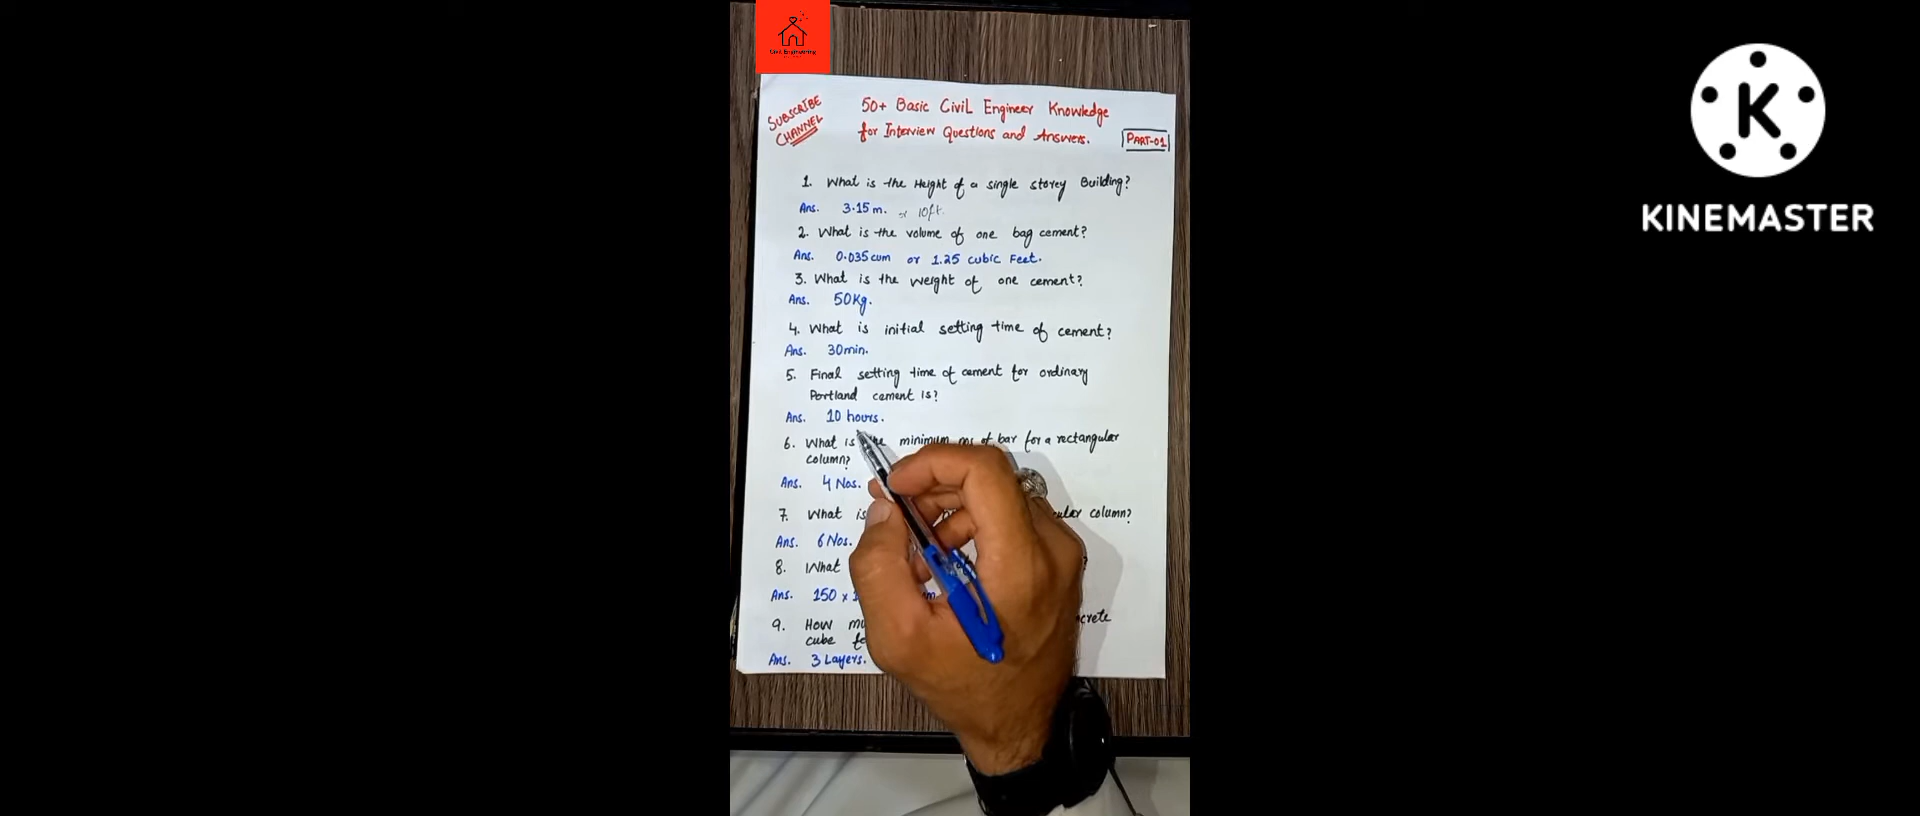 Civil Engineering
KINEMASTER
SUBSCRIBE
CHANNEL
50+ Basic Civil Engineer Knowledge
for Interview Questions and Answers.
PART-01
1. What is the Height of a single storey Building?
Ans. 3.15 m. or 10ft.
2. What is the volume of one bag cement?
Ans. 0.035 cum or 1.25 cubic Feet.
3. What is the weight of one cement?
Ans. 50Kg.
4. What is initial setting time of cement?
Ans. 30min.
5. Final setting time of cement for ordinary
Portland cement is?
Ans. 10 hours.
6. What is the minimum nos of bar for a rectangular
column?
Ans. 4 Nos.
7. What is column?
Ans. 6 Nos.
8. What ?
Ans. 150 x
9. How
cube
Ans. 3 Layers.